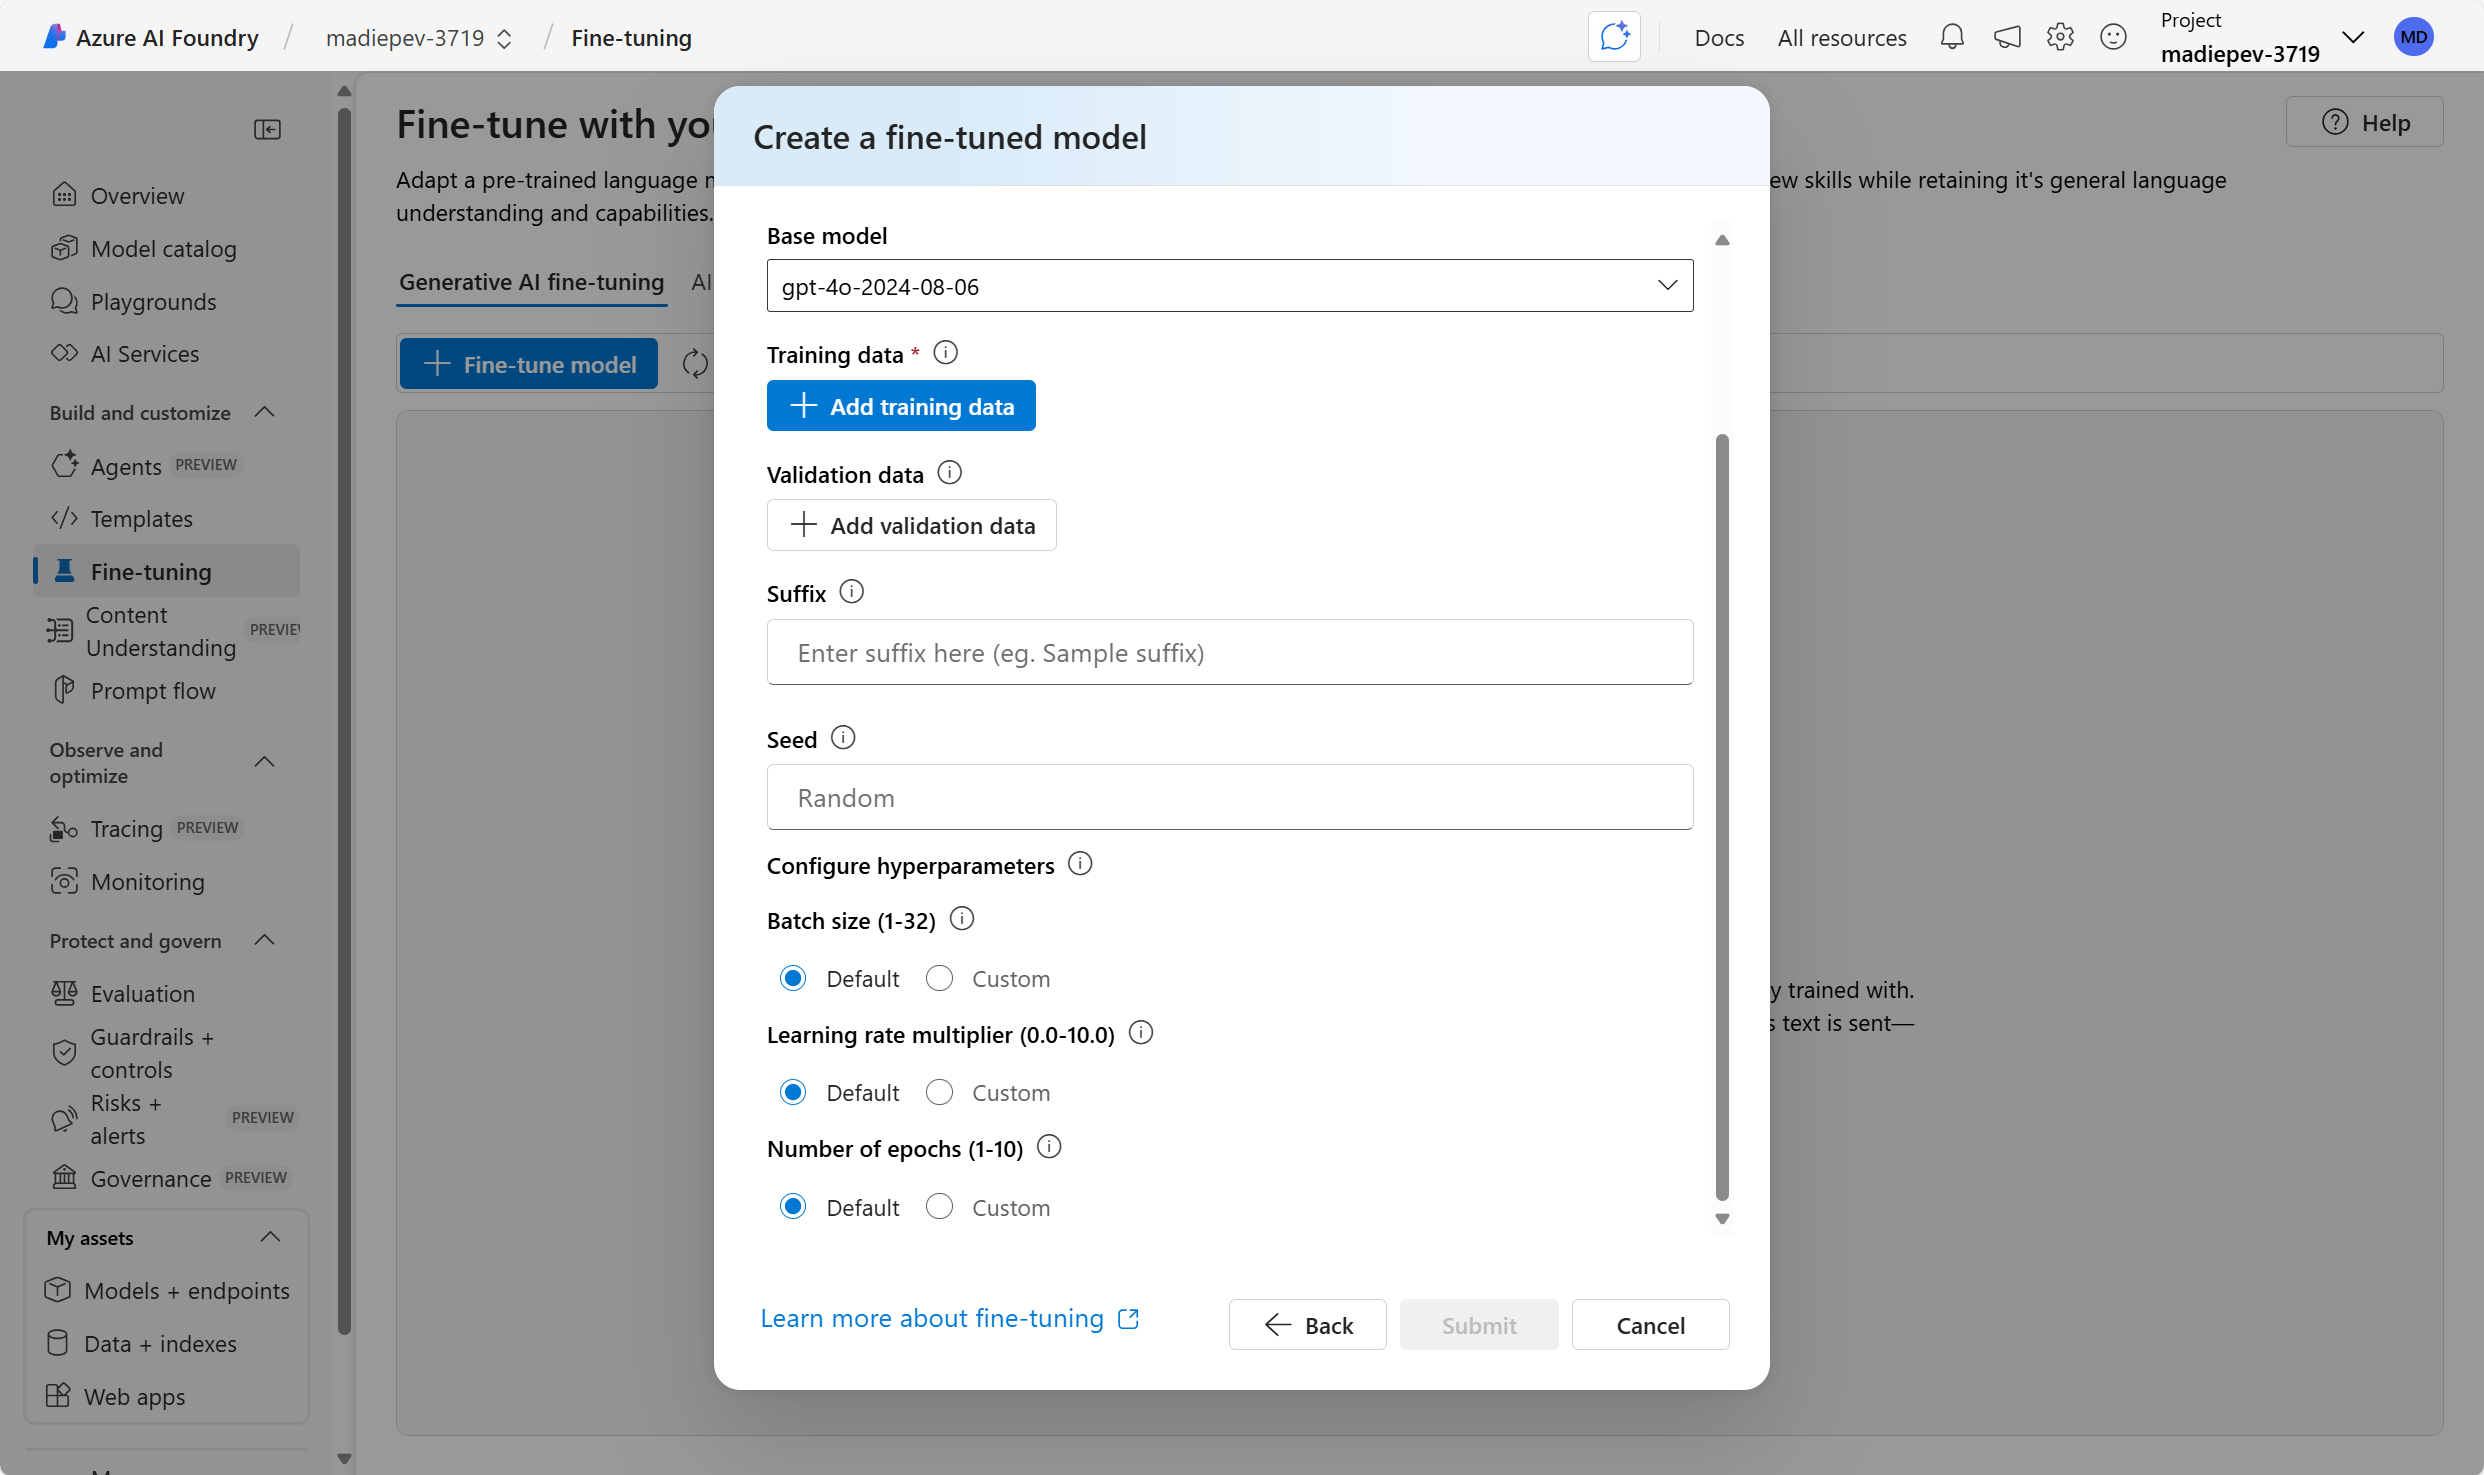 Azure AI Foundry / madiepev-3719 / Fine-tuning
Docs
All resources
Project
madiepev-3719
MD
Overview
Model catalog
Playgrounds
AI Services
Build and customize
Agents PREVIEW
Templates
Fine-tuning
Content
Understanding
Prompt flow
Observe and
optimize
Tracing PREVIEW
Monitoring
Protect and govern
Evaluation
Guardrails +
controls
Risks +
alerts
PREVIEW
Governance PREVIEW
My assets
Models + endpoints
Data + indexes
Web apps
Fine-tune with
Help
Adapt a pre-trained language
skills while retaining it's general language
understanding and capabilities.
Generative AI fine-tuning
AI
Fine-tune model
y trained with.
text is sent—
Create a fine-tuned model
Base model
gpt-4o-2024-08-06
Training data *
Add training data
Validation data
Add validation data
Suffix
Enter suffix here (eg. Sample suffix)
Seed
Random
Configure hyperparameters
Batch size (1-32)
Default Custom
Learning rate multiplier (0.0-10.0)
Default Custom
Number of epochs (1-10)
Default Custom
Learn more about fine-tuning
Back
Submit
Cancel